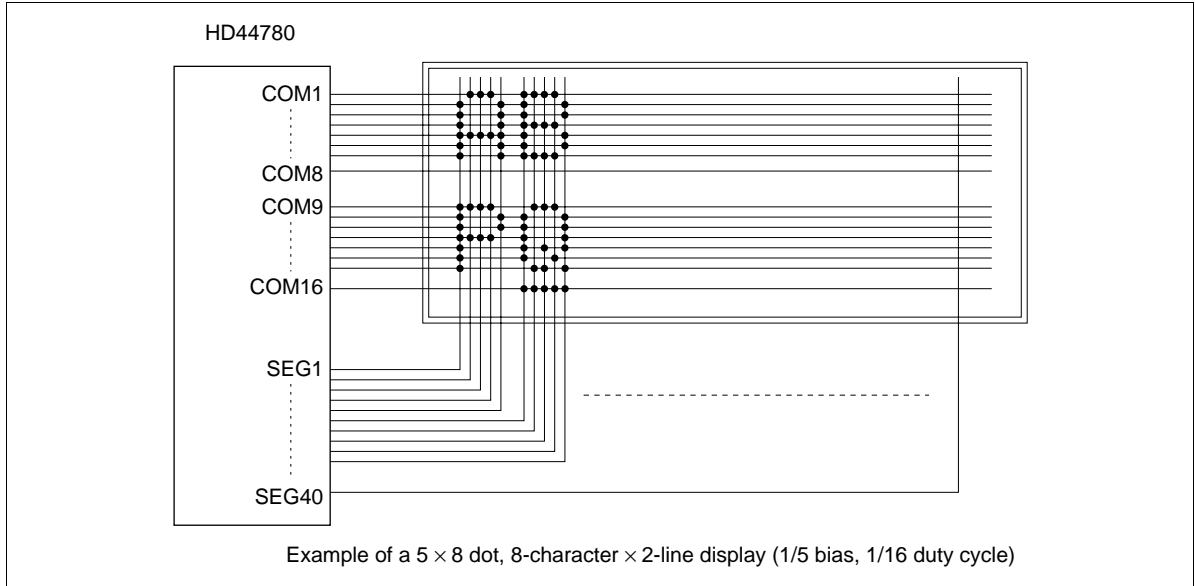 HD44780
COM1
COM8
COM9
COM16
SEG1
SEG40
Example of a 5 × 8 dot, 8-character × 2-line display (1/5 bias, 1/16 duty cycle)